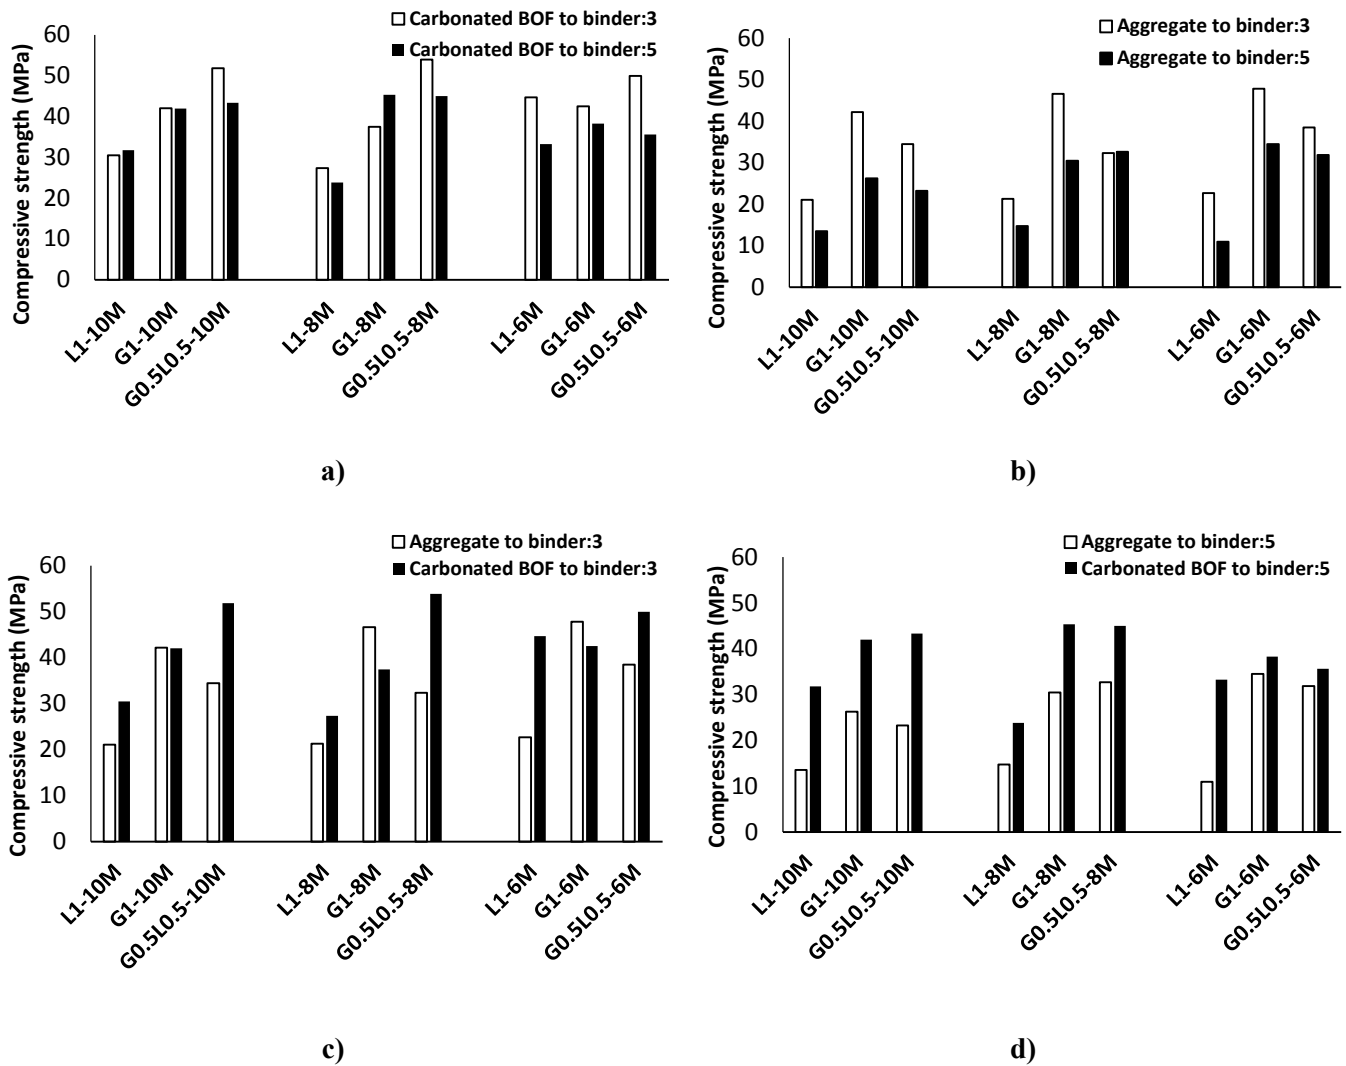 Carbonated BOF to binder:3
Carbonated BOF to binder:5
Compressive strength (MPa)
60
50
40
30
20
10
0
L1-10M
G1-10M
G0.5L0.5-10M
L1-8M
G1-8M
G0.5L0.5-8M
L1-6M
G1-6M
G0.5L0.5-6M
a)
Aggregate to binder:3
Aggregate to binder:5
Compressive strength (MPa)
60
50
40
30
20
10
0
L1-10M
G1-10M
G0.5L0.5-10M
L1-8M
G1-8M
G0.5L0.5-8M
L1-6M
G1-6M
G0.5L0.5-6M
b)
Aggregate to binder:3
Carbonated BOF to binder:3
Compressive strength (MPa)
60
50
40
30
20
10
0
L1-10M
G1-10M
G0.5L0.5-10M
L1-8M
G1-8M
G0.5L0.5-8M
L1-6M
G1-6M
G0.5L0.5-6M
c)
Aggregate to binder:5
Carbonated BOF to binder:5
Compressive strength (MPa)
60
50
40
30
20
10
0
L1-10M
G1-10M
G0.5L0.5-10M
L1-8M
G1-8M
G0.5L0.5-8M
L1-6M
G1-6M
G0.5L0.5-6M
d)